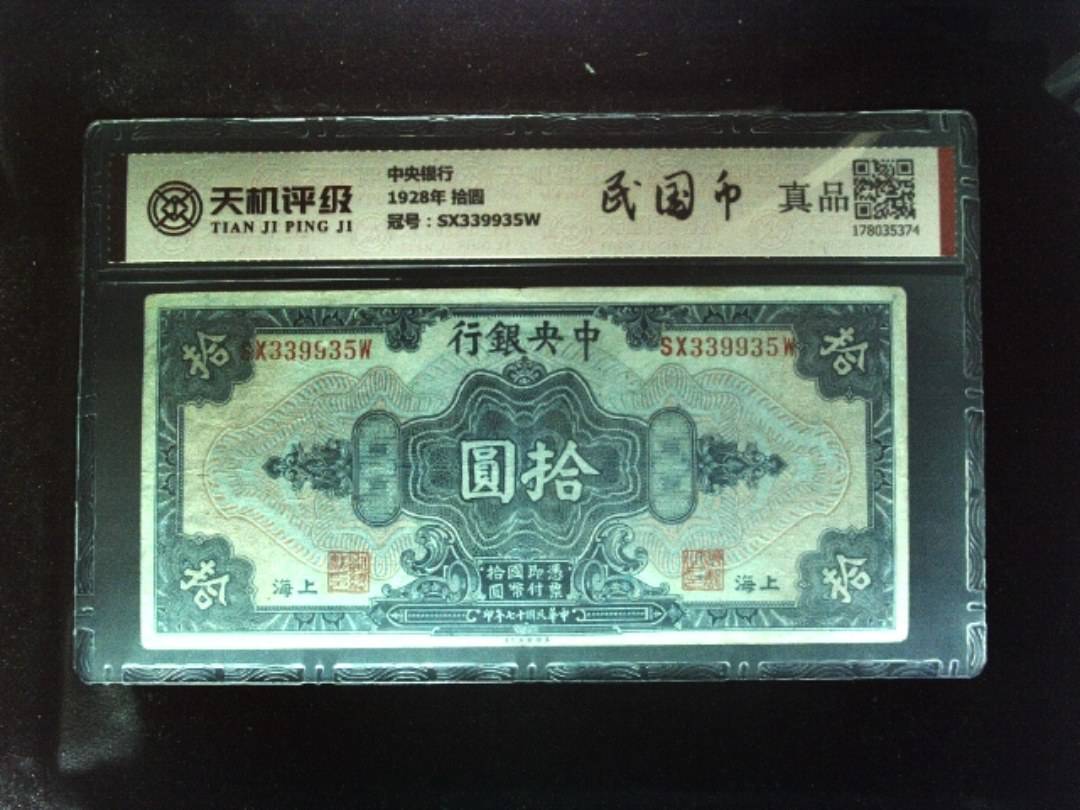 天机评级
TIAN JI PING JI
中央银行
1928年 拾圆
冠号：SX339935W
民国币
真品
178035374
拾
SX339935W
行銀央中
SX339935W
拾
圓拾
海上
拾國即憑
圓幣付票
海上
拾
印年七十國民華中
拾